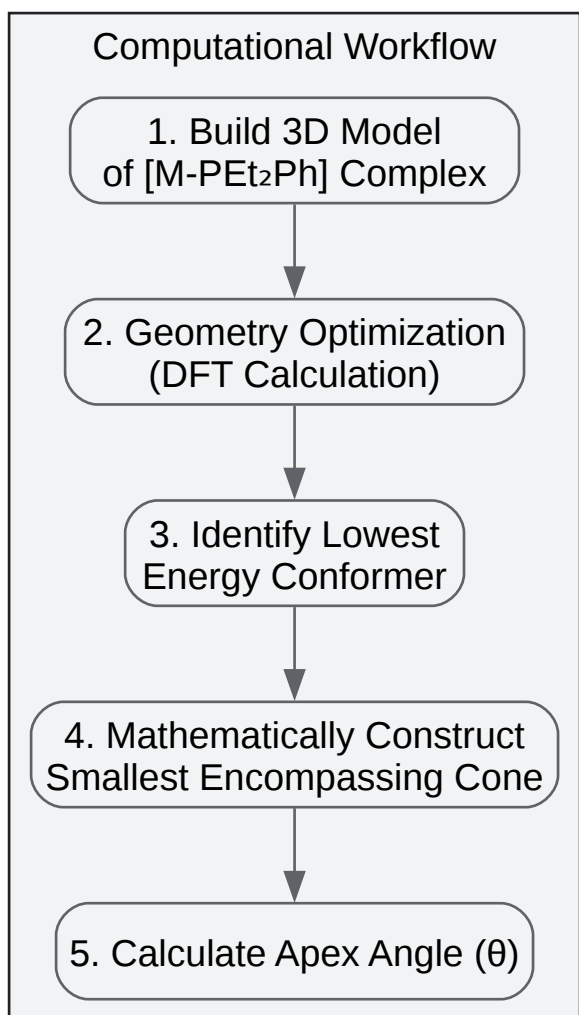 Computational Workflow
1. Build 3D Model
of [M-PEt₂Ph] Complex
2. Geometry Optimization
(DFT Calculation)
3. Identify Lowest
Energy Conformer
4. Mathematically Construct
Smallest Encompassing Cone
5. Calculate Apex Angle (θ)